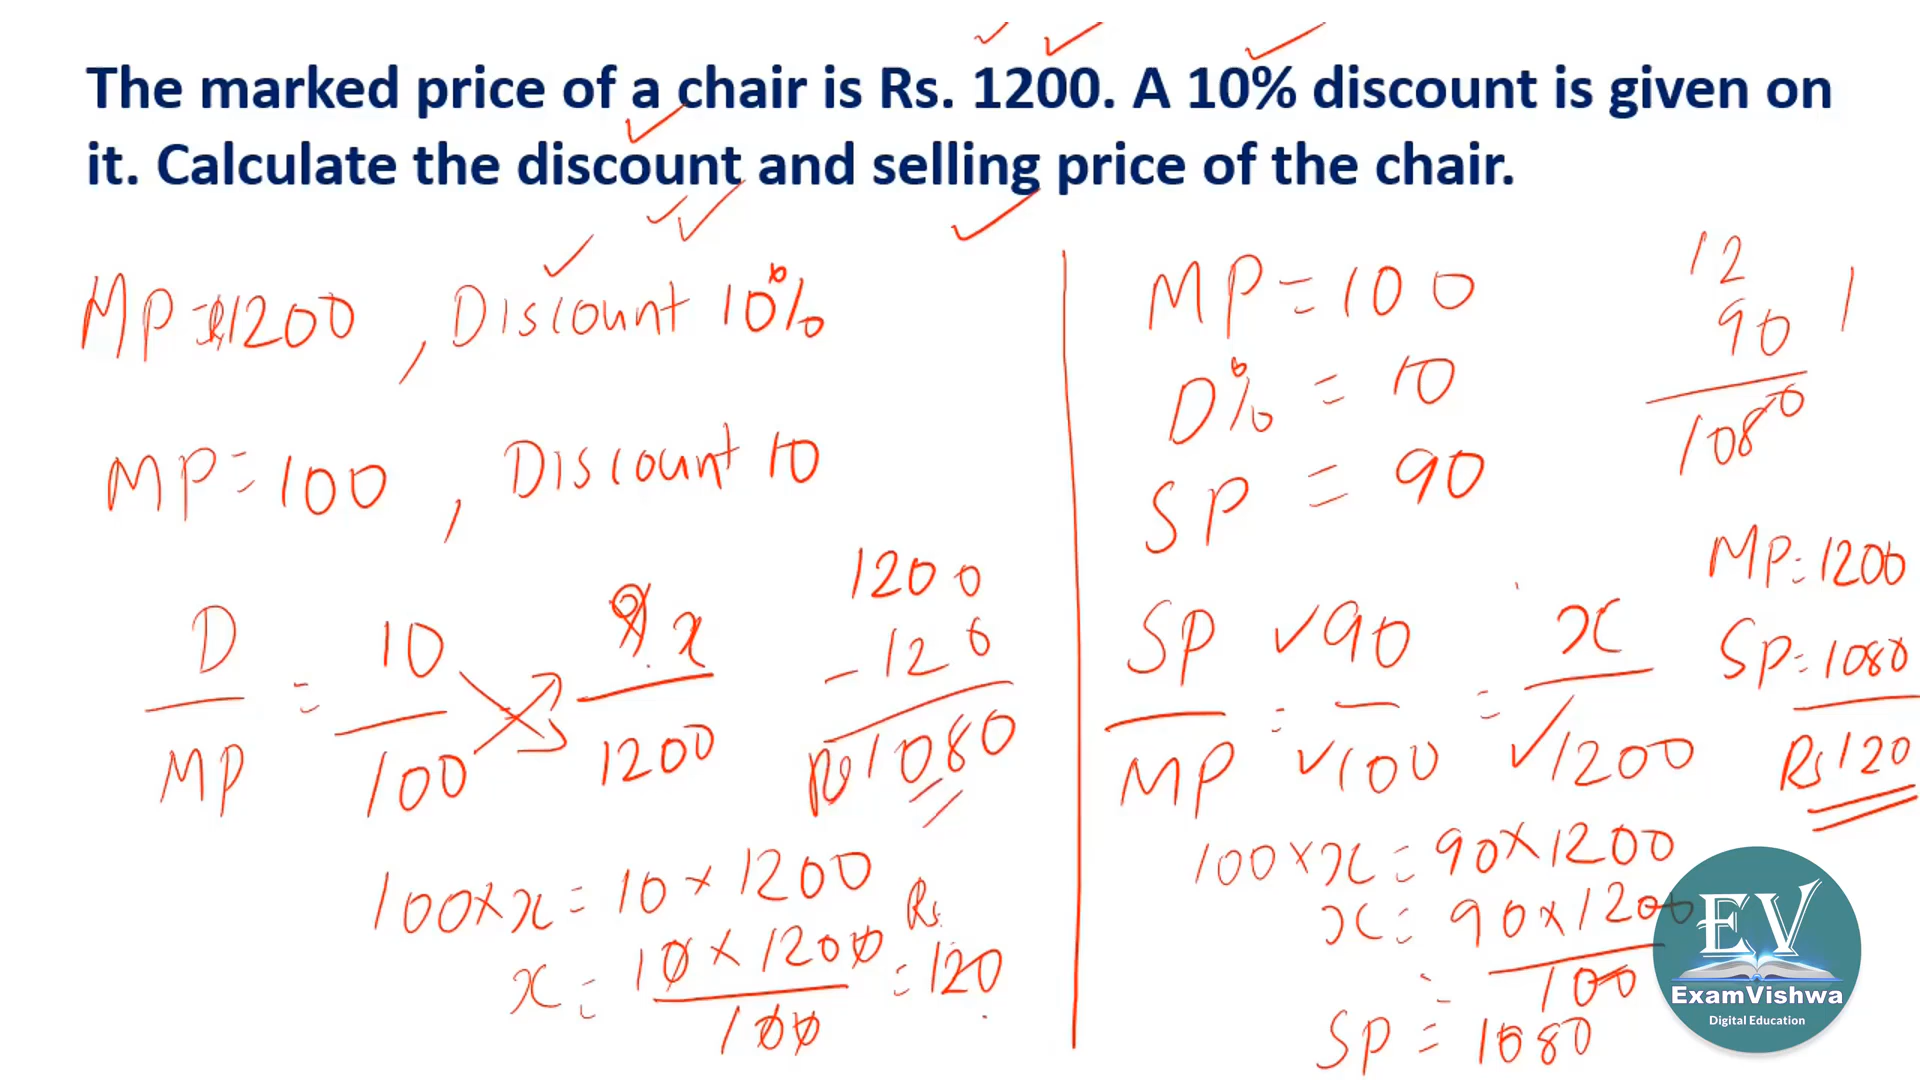 The marked price of a chair is Rs. 1200. A 10% discount is given on
it. Calculate the discount and selling price of the chair.
MP=1200, Discount 10%
MP=100, Discount 10
D/MP = 10/100 x/1200
1200
-120
Rs 1080
100×x=10×1200
x=10×1200/100 = Rs. 120
MP=100
D%=10
SP=90
12
90
1080
SP/MP = 90/100 = x/1200
MP=1200
SP=1080
Rs 120
100×x=90×1200
x=90×1200
=100
SP=1080
EV
ExamVishwa
Digital Education